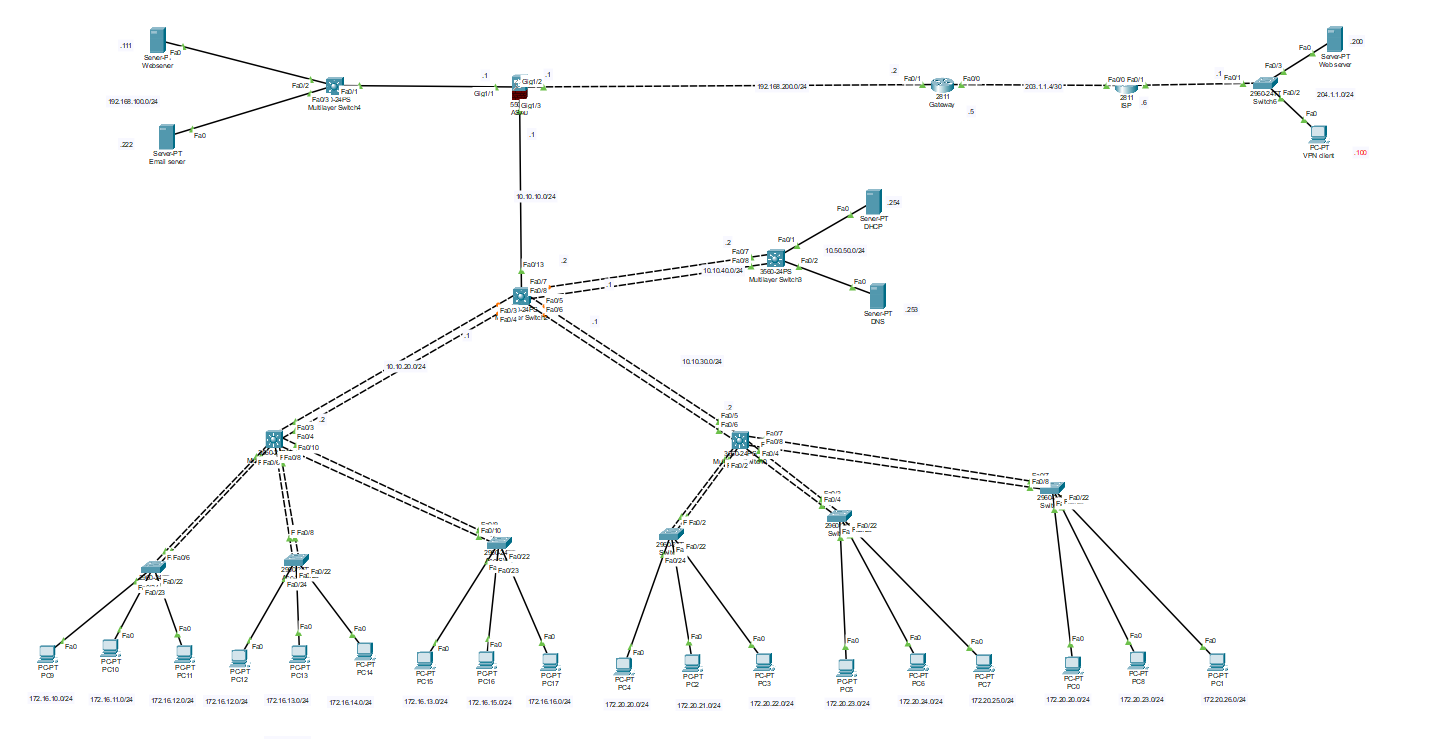 .111
Fa0
Server-PT
Webserver
192.168.100.0/24
Fa0/2
Fa0/1
Fa0/3
Multilayer Switch4
Fa0
Server-PT
Email server
.222
.1
Gig1/1
Gig1/2
.1
Gig1/3
.1
192.168.200.0/24
.2
Fa0/1
Fa0/0
2811
Gateway
.5
203.1.1.4/30
Fa0/0
Fa0/1
2811
ISP
.6
.1
Fa0/1
Fa0/3
Fa0/2
Switch6
Fa0
Server-PT
Web server
.200
204.1.1.0/24
Fa0
PC-PT
VPN client
.100
10.10.10.0/24
Fa0/13
.2
Fa0/7
Fa0/8
Fa0/5
Fa0/6
Fa0/3
Fa0/4
.1
.1
.1
.2
Fa0/7
Fa0/8
10.10.40.0/24
Fa0/1
Fa0/2
3560-24PS
Multilayer Switch3
10.50.50.0/24
Fa0
Server-PT
DHCP
.254
Fa0
Server-PT
DNS
.253
10.10.20.0/24
10.10.30.0/24
.2
Fa0/3
Fa0/4
Fa0/10
Fa0/8
.2
Fa0/5
Fa0/6
Fa0/7
Fa0/8
Fa0/4
Fa0/2
Fa0/6
Fa0/22
Fa0/23
Fa0/8
Fa0/22
Fa0/24
Fa0/10
Fa0/22
Fa0/23
Fa0/2
Fa0/22
Fa0/24
Fa0/4
Fa0/22
Fa0/8
Fa0/22
Fa0
PC-PT
PC9
Fa0
PC-PT
PC10
Fa0
PC-PT
PC11
Fa0
PC-PT
PC12
Fa0
PC-PT
PC13
Fa0
PC-PT
PC14
Fa0
PC-PT
PC15
Fa0
PC-PT
PC16
Fa0
PC-PT
PC17
Fa0
PC-PT
PC4
Fa0
PC-PT
PC2
Fa0
PC-PT
PC3
Fa0
PC-PT
PC5
Fa0
PC-PT
PC6
Fa0
PC-PT
PC7
Fa0
PC-PT
PC0
Fa0
PC-PT
PC8
Fa0
PC-PT
PC1
172.16.10.0/24
172.16.11.0/24
172.16.12.0/24
172.16.12.0/24
172.16.13.0/24
172.16.14.0/24
172.16.13.0/24
172.16.15.0/24
172.16.16.0/24
172.20.20.0/24
172.20.21.0/24
172.20.22.0/24
172.20.23.0/24
172.20.24.0/24
172.20.25.0/24
172.20.20.0/24
172.20.23.0/24
172.20.26.0/24